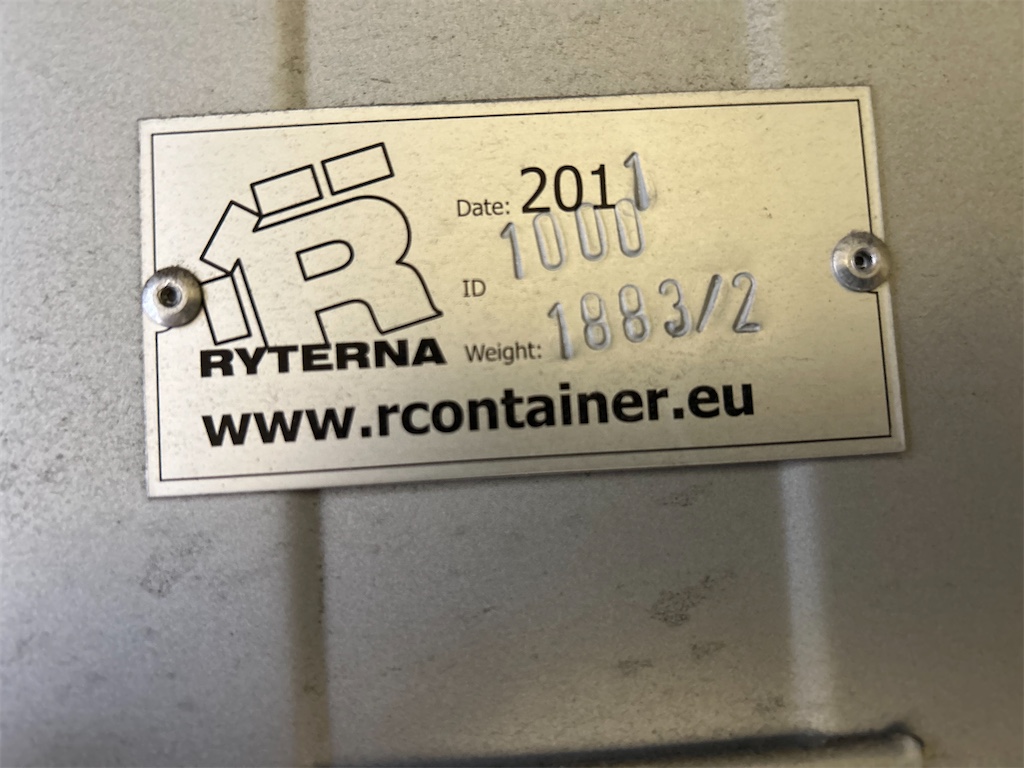 Date: 2011
ID 1000
Weight: 1883/2
RYTERNA
www.rcontainer.eu